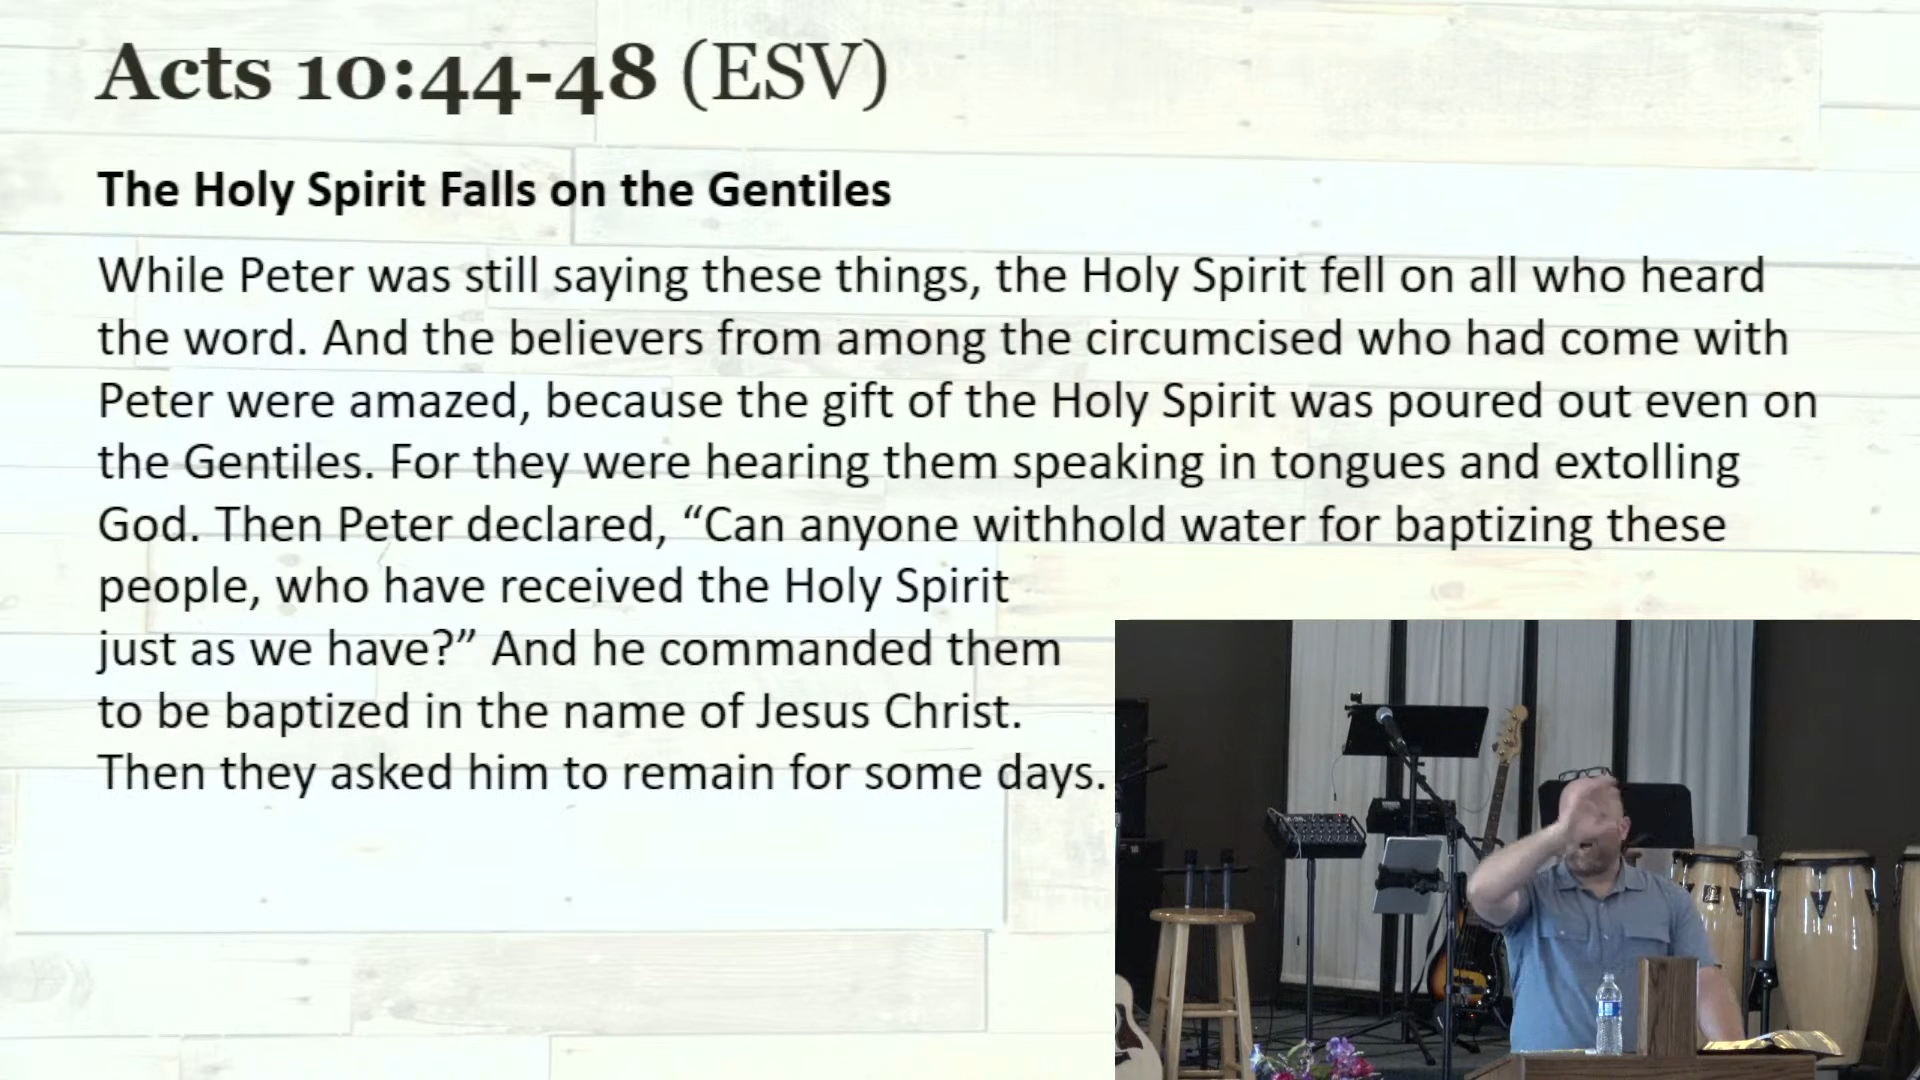 Acts 10:44-48 (ESV)
The Holy Spirit Falls on the Gentiles
While Peter was still saying these things, the Holy Spirit fell on all who heard
the word. And the believers from among the circumcised who had come with
Peter were amazed, because the gift of the Holy Spirit was poured out even on
the Gentiles. For they were hearing them speaking in tongues and extolling
God. Then Peter declared, “Can anyone withhold water for baptizing these
people, who have received the Holy Spirit
just as we have?” And he commanded them
to be baptized in the name of Jesus Christ.
Then they asked him to remain for some days.